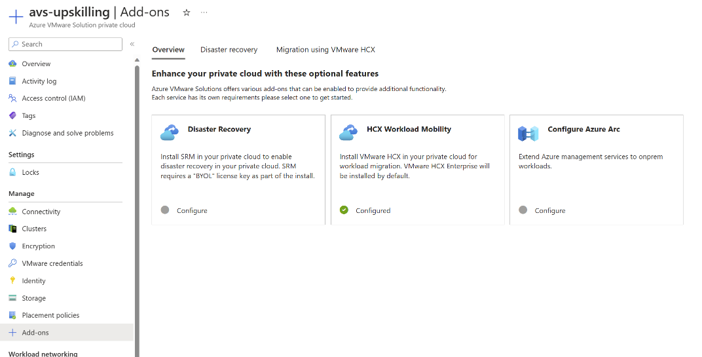 avs-upskilling | Add-ons ☆ ...
Azure VMware Solution private cloud
Search
«
Overview
Activity log
Access control (IAM)
Tags
Diagnose and solve problems
Settings
Locks
Manage
Connectivity
Clusters
Encryption
VMware credentials
Identity
Storage
Placement policies
Add-ons
Workload networking
Overview Disaster recovery Migration using VMware HCX
Enhance your private cloud with these optional features
Azure VMware Solutions offers various add-ons that can be enabled to provide additional functionality.
Each service has its own requirements please select one to get started.
Disaster Recovery
Install SRM in your private cloud to enable
disaster recovery in your private cloud. SRM
requires a "BYOL" license key as part of the install.
Configure
HCX Workload Mobility
Install VMware HCX in your private cloud for
workload migration. VMware HCX Enterprise will
be installed by default.
Configured
Configure Azure Arc
Extend Azure management services to onprem
workloads.
Configure